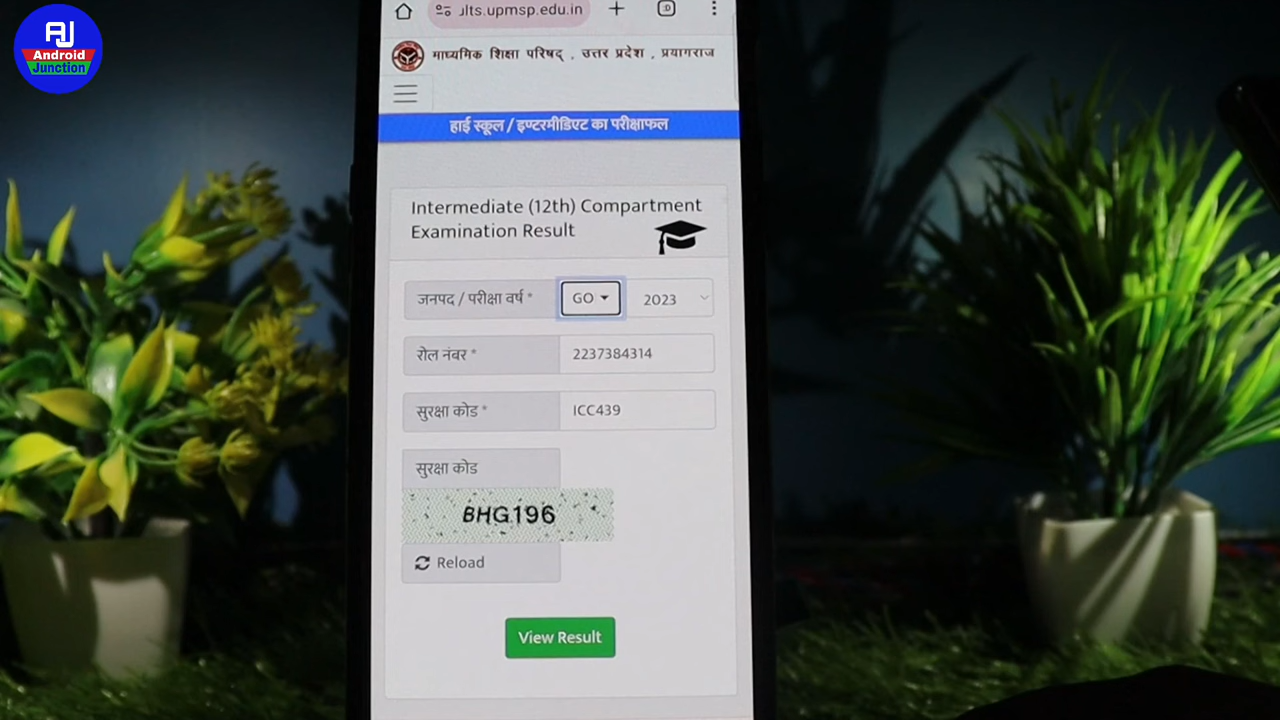 AJ
Android
Junction
ults.upmsp.edu.in
:D
माध्यमिक शिक्षा परिषद् , उत्तर प्रदेश , प्रयागराज
हाई स्कूल / इण्टरमीडिएट का परीक्षाफल
Intermediate (12th) Compartment
Examination Result
जनपद / परीक्षा वर्ष * GO 2023
रोल नंबर * 2237384314
सुरक्षा कोड * ICC439
सुरक्षा कोड
BHG196
Reload
View Result